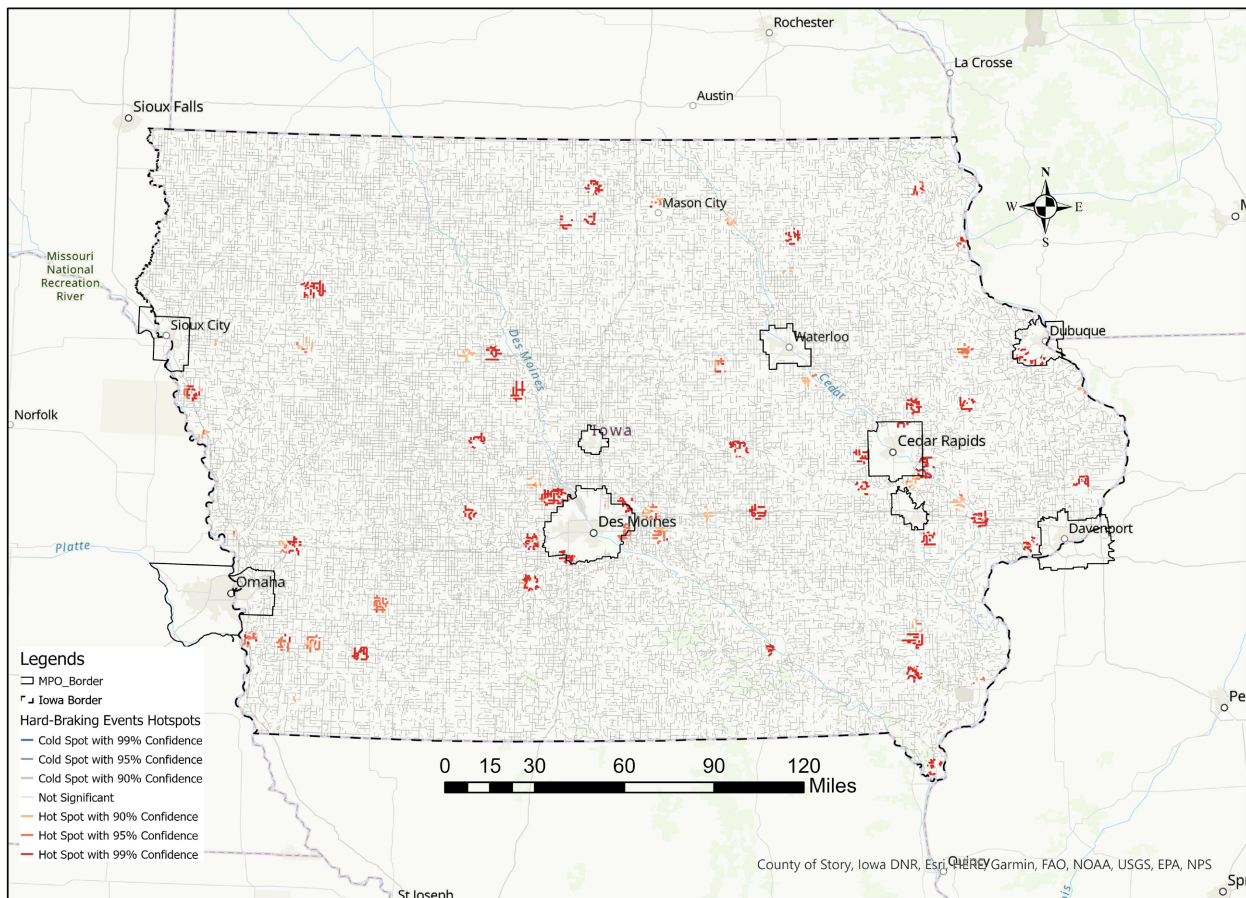 Rochester
La Crosse
Austin
Sioux Falls
N
W E
S
Mason City
Missouri
National
Recreation
River
Sioux City
Des Moines
Waterloo
Dubuque
Cedar
Norfolk
Iowa
Cedar Rapids
Des Moines
Davenport
Platte
Omaha
Legends
MPO_Border
Iowa Border
Hard-Braking Events Hotspots
Cold Spot with 99% Confidence
Cold Spot with 95% Confidence
Cold Spot with 90% Confidence
Not Significant
Hot Spot with 90% Confidence
Hot Spot with 95% Confidence
Hot Spot with 99% Confidence
0 15 30 60 90 120
Miles
Pe
County of Story, Iowa DNR, Esri, HERE, Garmin, FAO, NOAA, USGS, EPA, NPS
Quincy
St Joseph
Spr